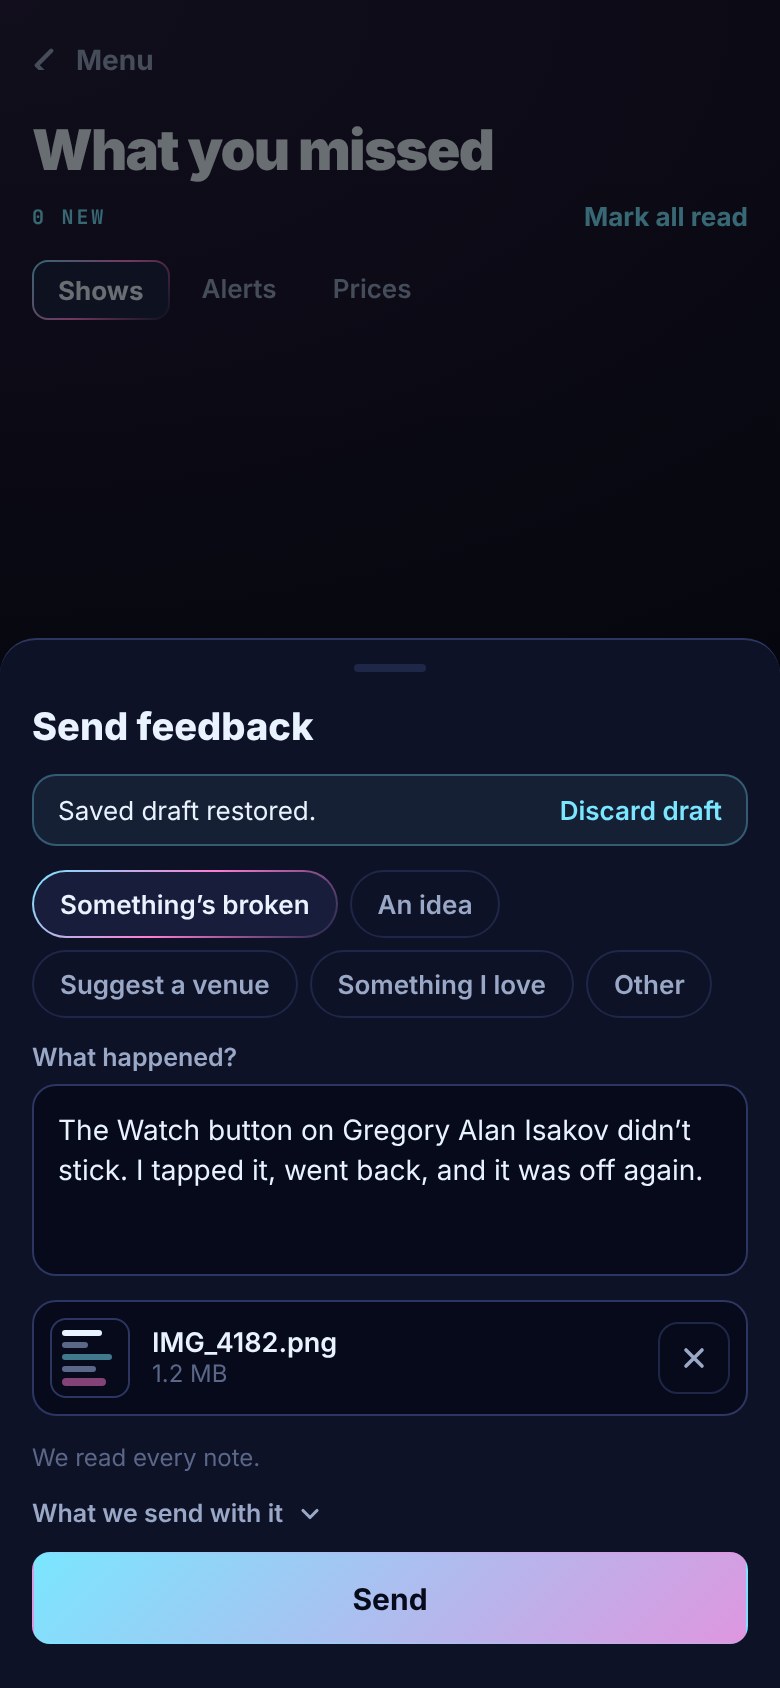 Menu
What you missed
0 NEW
Mark all read
Shows
Alerts
Prices
Send feedback
Saved draft restored.
Discard draft
Something’s broken
An idea
Suggest a venue
Something I love
Other
What happened?
The Watch button on Gregory Alan Isakov didn’t
stick. I tapped it, went back, and it was off again.
IMG_4182.png
1.2 MB
We read every note.
What we send with it
Send